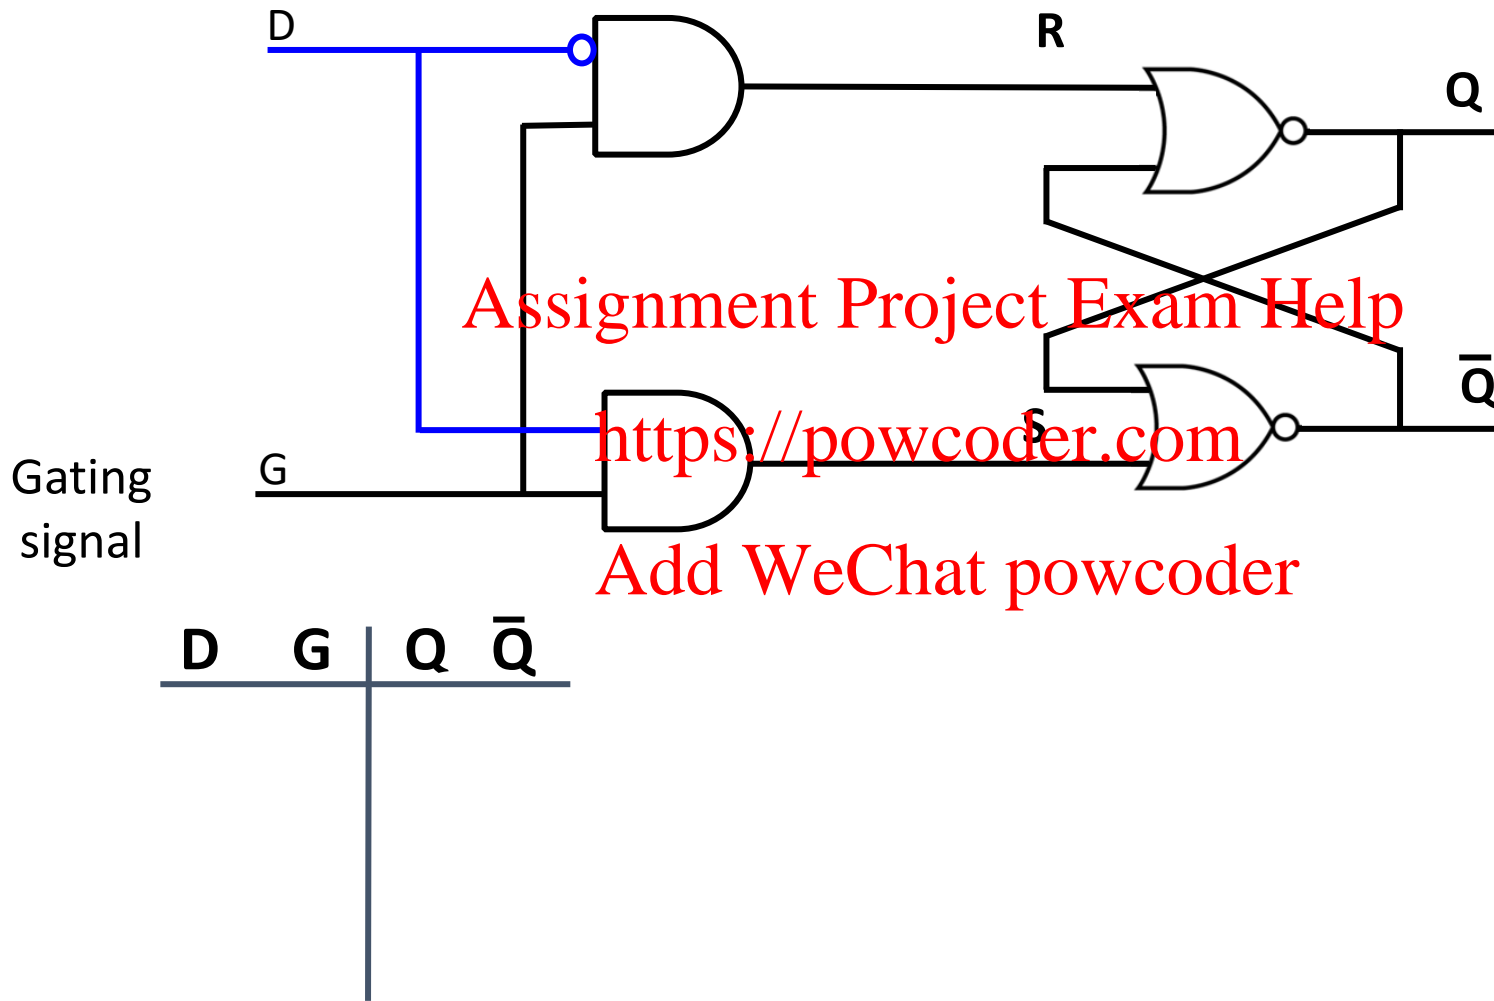 D
R
Q
Assignment Project Exam Help
Q̅
S
https://powcoder.com
G
Gating
signal
Add WeChat powcoder
D G Q Q̅